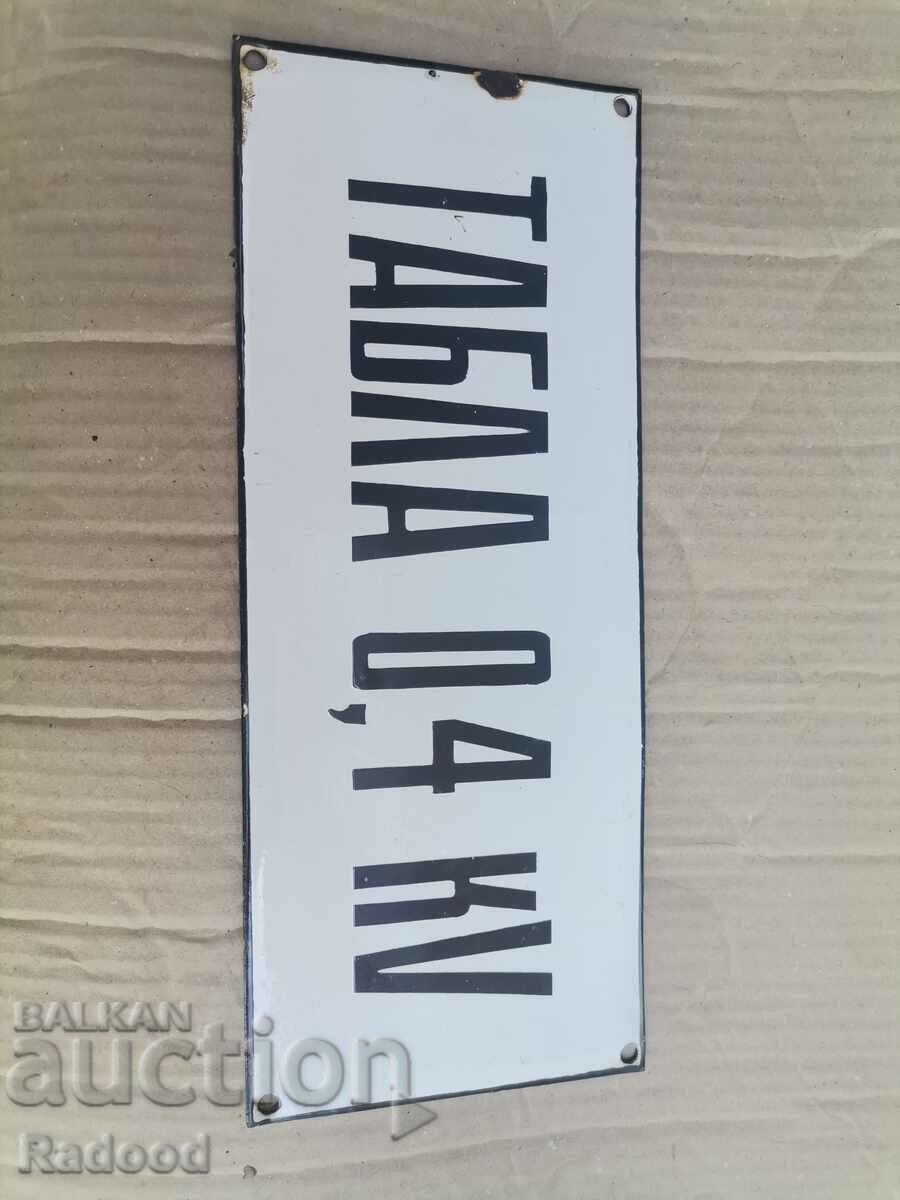 ТАБЛА 0,4 KV
BALKAN
auction
Radood